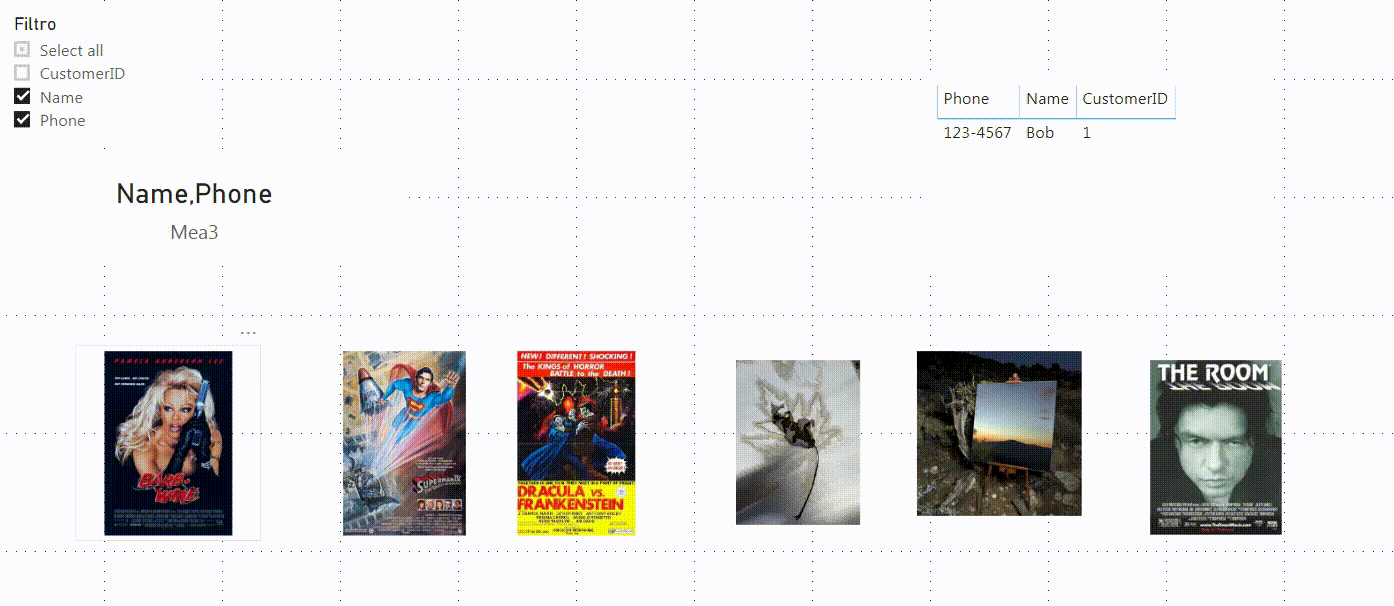 Filtro
Select all
CustomerID
Name
Phone
Phone Name CustomerID
123-4567 Bob 1
Name,Phone
Mea3
...
PAMELA ANDERSON LEE
BARB
WIRE
SUPERMAN IV
NEW! DIFFERENT! SHOCKING!
The KINGS of HORROR
BATTLE to the DEATH!
DRACULA VS.
FRANKENSTEIN
THE ROOM